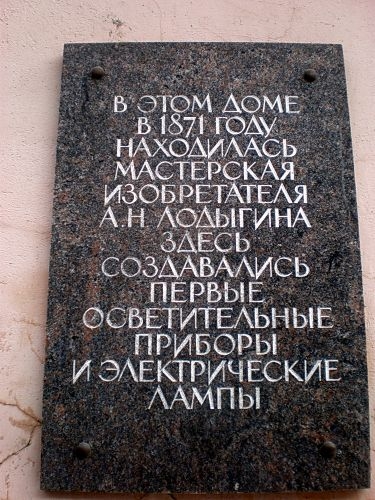 В ЭТОМ ДОМЕ
В 1871 ГОДУ
НАХОДИЛАСЬ
МАСТЕРСКАЯ
ИЗОБРЕТАТЕЛЯ
А.Н. ЛОДЫГИНА
ЗДЕСЬ
СОЗДАВАЛИСЬ
ПЕРВЫЕ
ОСВЕТИТЕЛЬНЫЕ
ПРИБОРЫ
И ЭЛЕКТРИЧЕСКИЕ
ЛАМПЫ